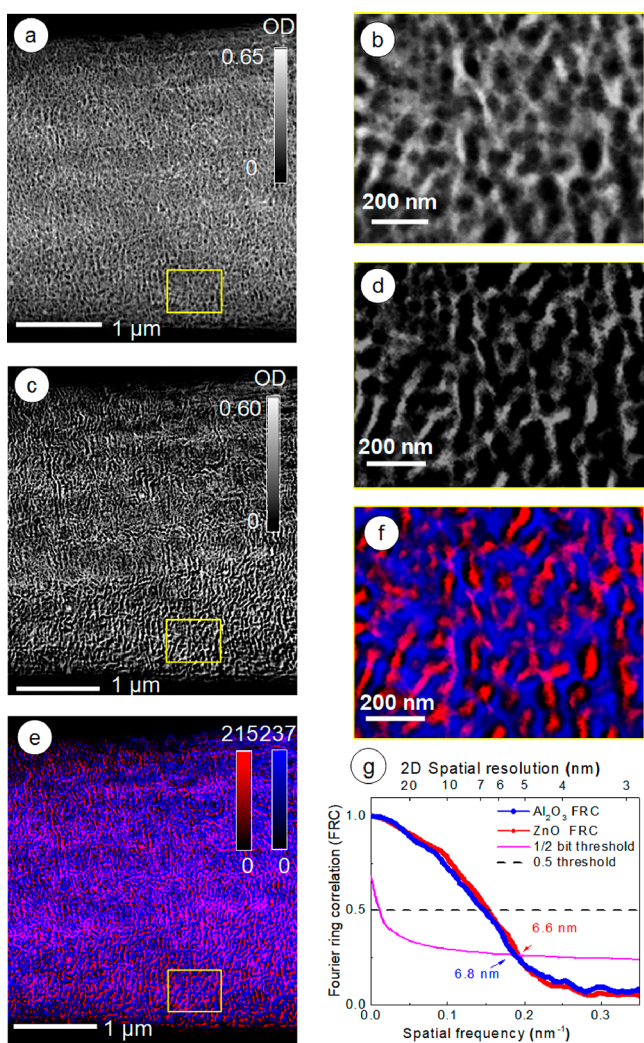 a
OD
0.65
0
1 µm
b
200 nm
c
OD
0.60
0
1 µm
d
200 nm
e
215 237
0 0
1 µm
f
200 nm
g
2D Spatial resolution (nm)
20 10 7 6 5 4 3
Al₂O₃ FRC
ZnO FRC
1/2 bit threshold
0.5 threshold
Fourier ring correlation (FRC)
1.0
0.5
0.0
6.6 nm
6.8 nm
0.0 0.1 0.2 0.3
Spatial frequency (nm⁻¹)